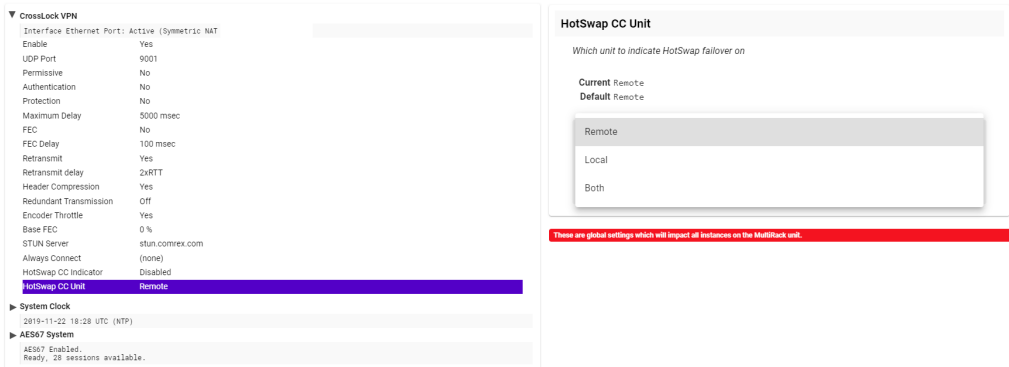 CrossLock VPN
Interface Ethernet Port: Active (Symmetric NAT
Enable Yes
UDP Port 9001
Permissive No
Authentication No
Protection No
Maximum Delay 5000 msec
FEC No
FEC Delay 100 msec
Retransmit Yes
Retransmit delay 2xRTT
Header Compression Yes
Redundant Transmission Off
Encoder Throttle Yes
Base FEC 0 %
STUN Server stun.comrex.com
Always Connect (none)
HotSwap CC Indicator Disabled
HotSwap CC Unit Remote
System Clock
2019-11-22 18:28 UTC (NTP)
AES67 System
AES67 Enabled.
Ready, 28 sessions available.
HotSwap CC Unit
Which unit to indicate HotSwap failover on
Current Remote
Default Remote
Remote
Local
Both
These are global settings which will impact all instances on the MultiRack unit.